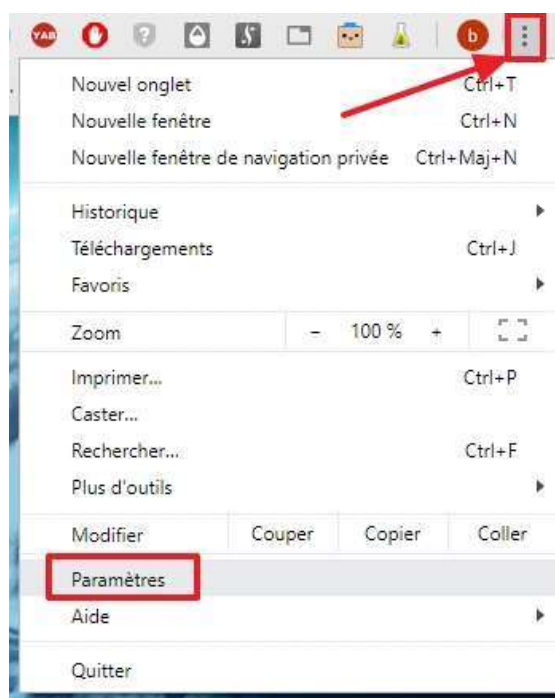 YAB b
Nouvel onglet Ctrl+T
Nouvelle fenêtre Ctrl+N
Nouvelle fenêtre de navigation privée Ctrl+Maj+N
Historique
Téléchargements Ctrl+J
Favoris
Zoom - 100 % +
Imprimer... Ctrl+P
Caster...
Rechercher... Ctrl+F
Plus d'outils
Modifier Couper Copier Coller
Paramètres
Aide
Quitter